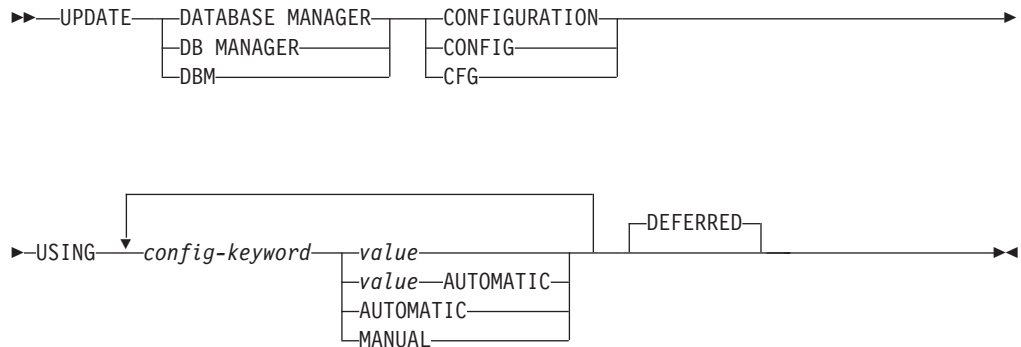 UPDATE DATABASE MANAGER CONFIGURATION
DB MANAGER CONFIG
DBM CFG
DEFERRED
USING config-keyword value
value AUTOMATIC
AUTOMATIC
MANUAL